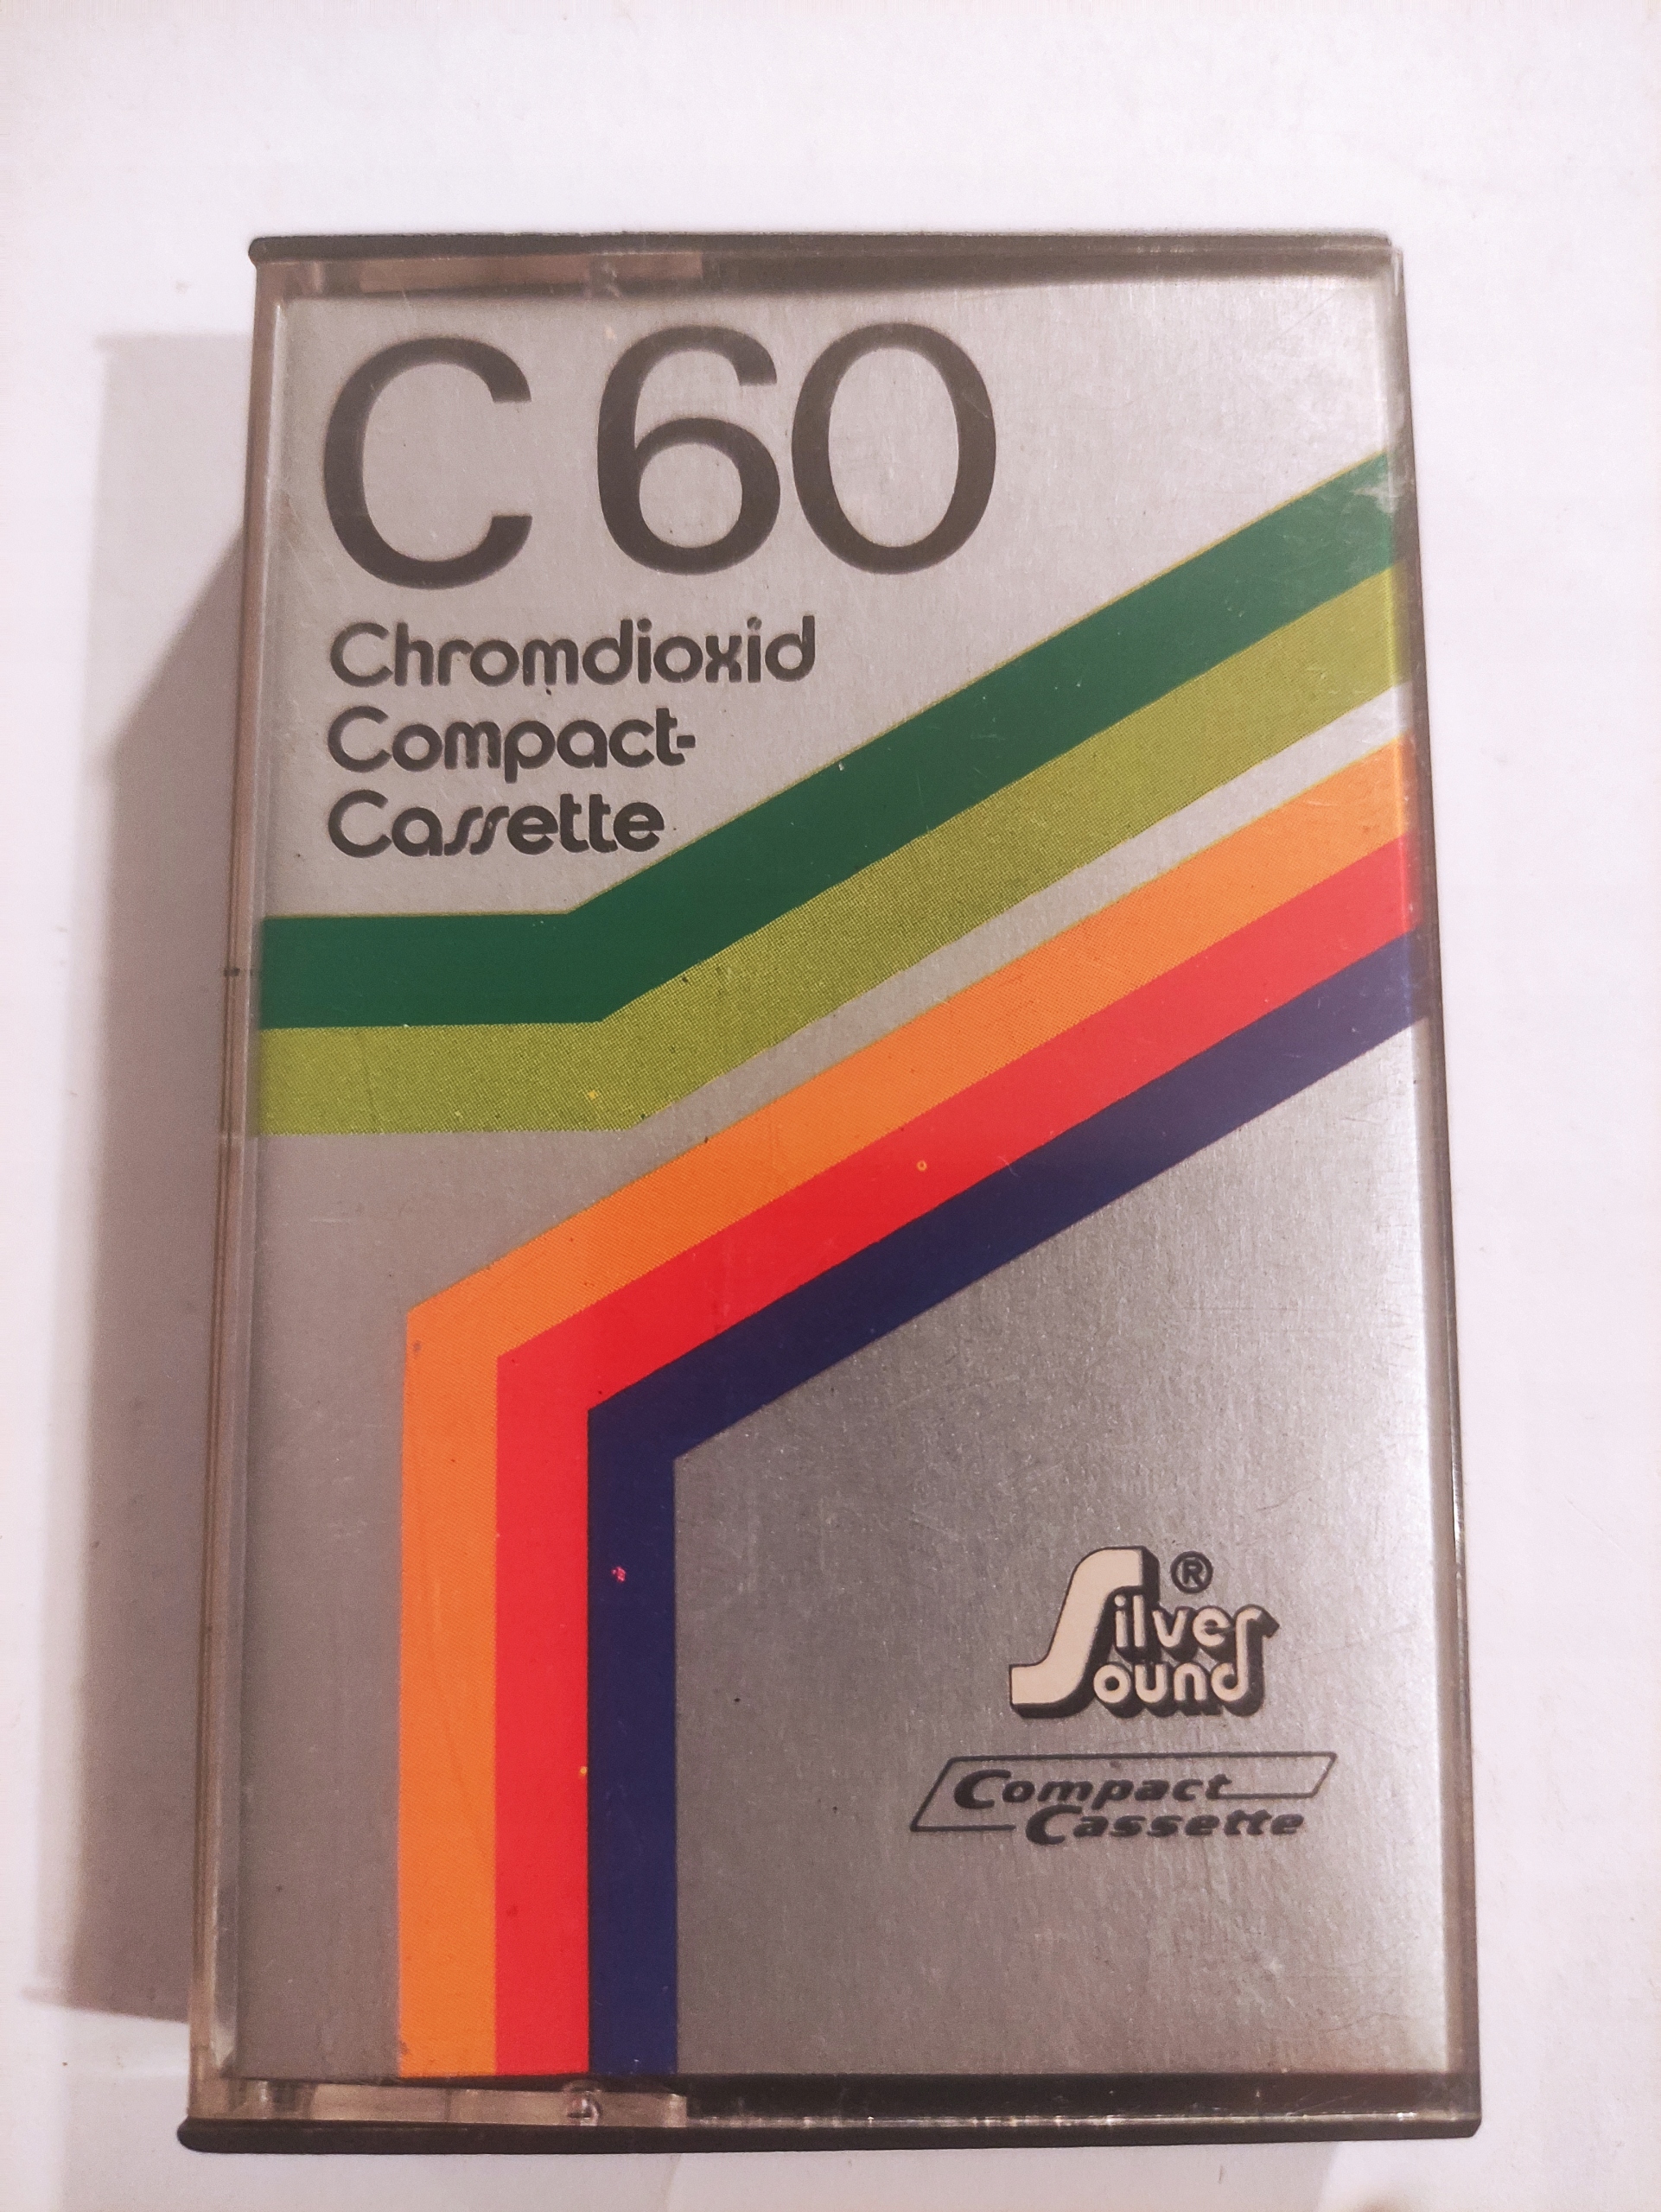 C 60
Chromdioxid
Compact-
Cassette
Silver ®
Sound
Compact
Cassette